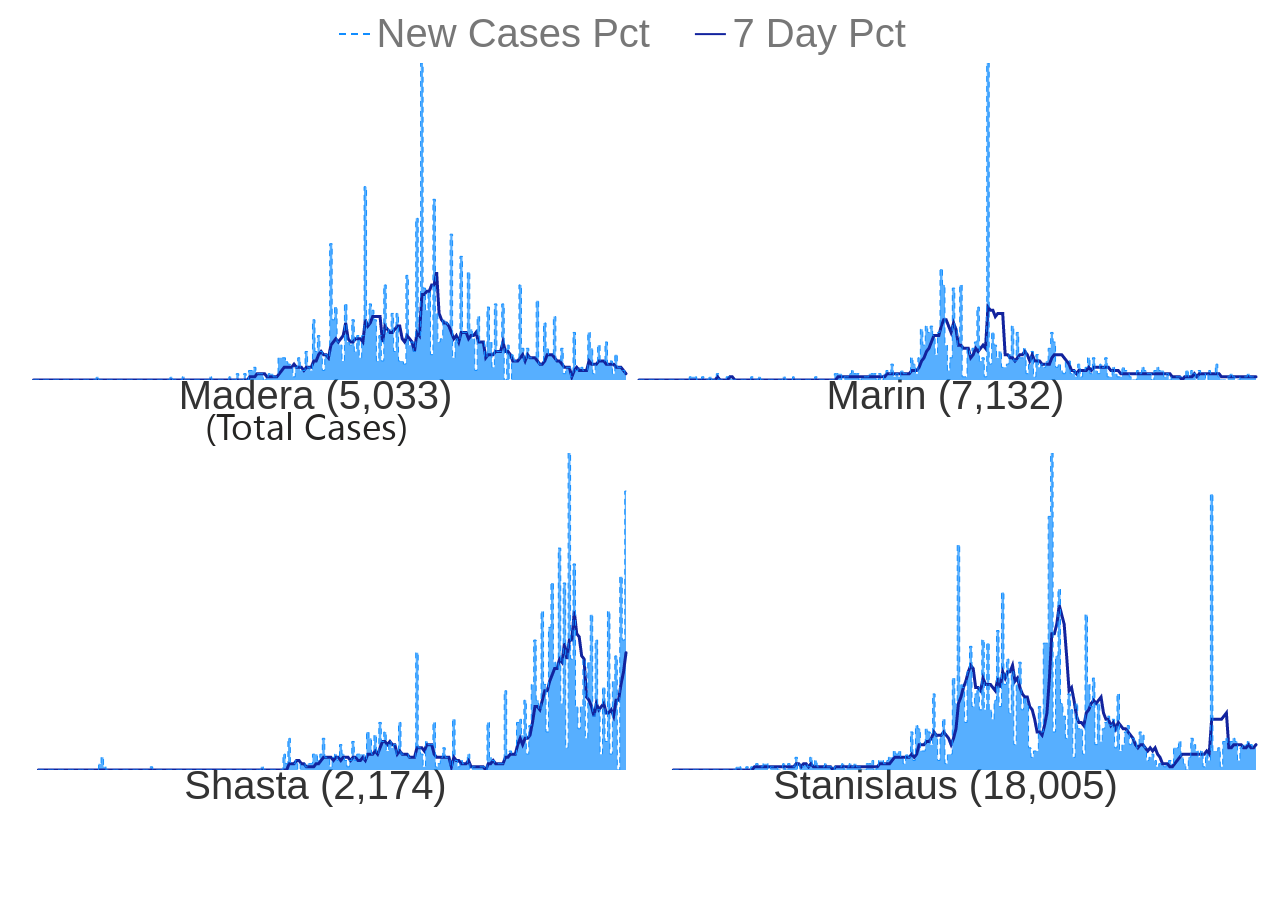 New Cases Pct 7 Day Pct
Madera (5,033) Marin (7,132)
(Total Cases)
Shasta (2,174) Stanislaus (18,005)